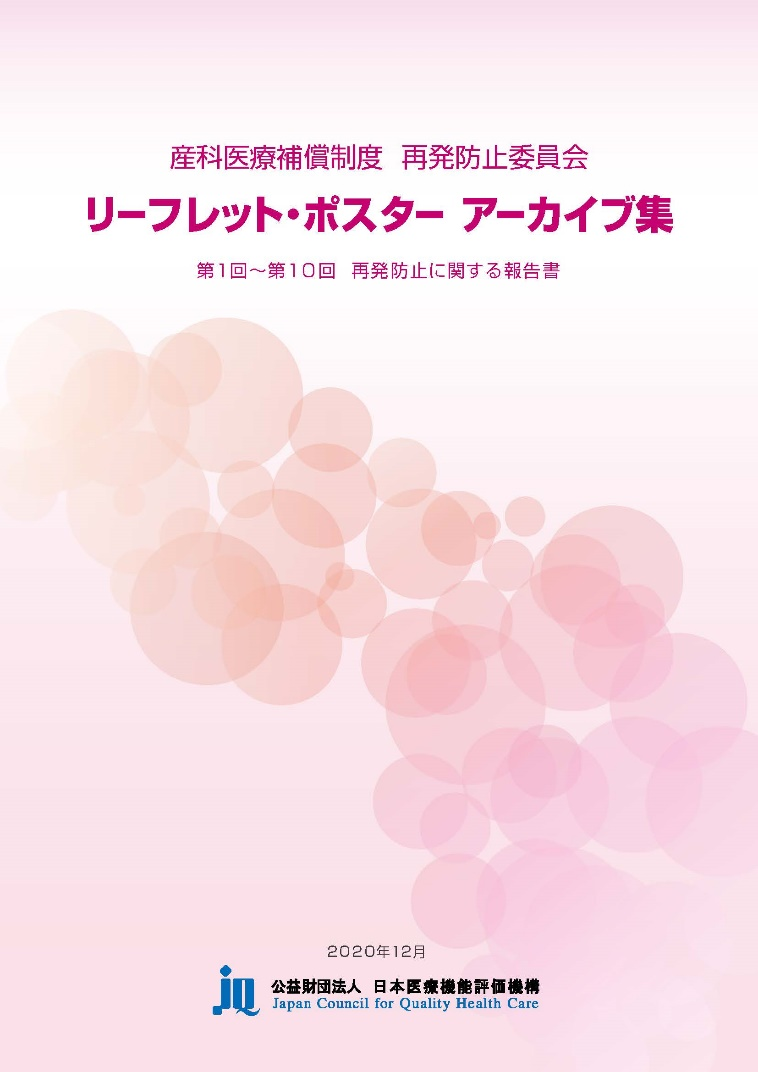 産科医療補償制度 再発防止委員会
リーフレット・ポスター アーカイブ集
第1回～第10回 再発防止に関する報告書
2020年12月
jQ
公益財団法人 日本医療機能評価機構
Japan Council for Quality Health Care